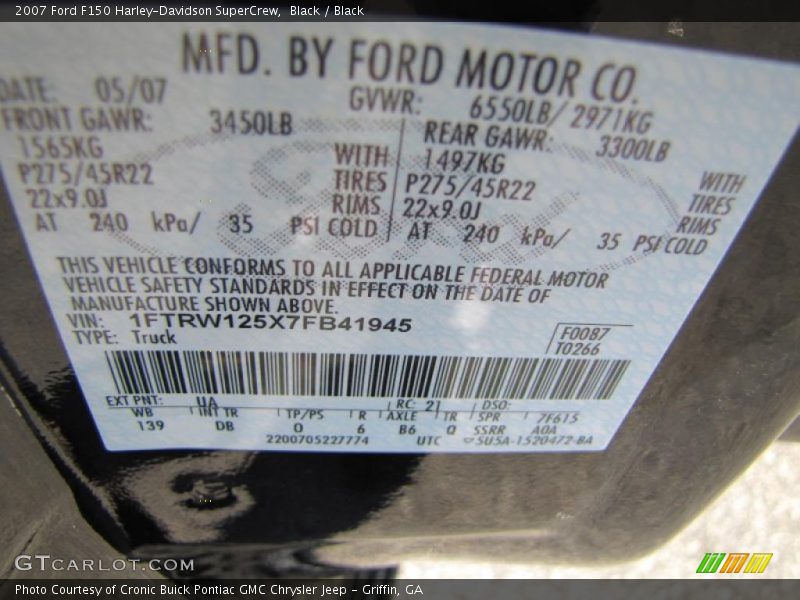 2007 Ford F150 Harley-Davidson SuperCrew,  Black / Black
MFD. BY FORD MOTOR CO.
DATE: 05/07 GVWR: 6550LB/ 2971KG
FRONT GAWR: 3450LB REAR GAWR: 3300LB
1565KG WITH 1497KG WITH
P275/45R22 TIRES P275/45R22 TIRES
22x9.0J RIMS 22x9.0J RIMS
AT 240 kPa/ 35 PSI COLD AT 240 kPa/ 35 PSI COLD
THIS VEHICLE CONFORMS TO ALL APPLICABLE FEDERAL MOTOR
VEHICLE SAFETY STANDARDS IN EFFECT ON THE DATE OF
MANUFACTURE SHOWN ABOVE.
VIN: 1FTRW125X7FB41945 F0087
TYPE: Truck T0266
EXT PNT: UA RC: 21 DSO:
WB INT TR TP/PS R AXLE TR SPR 7F615
139 DB O 6 B6 Q SSRR A0A
2200705227774 UTC 5U5A-1520472-BA
Ford
GTCARLOT.COM
Photo Courtesy of Cronic Buick Pontiac GMC Chrysler Jeep - Griffin, GA